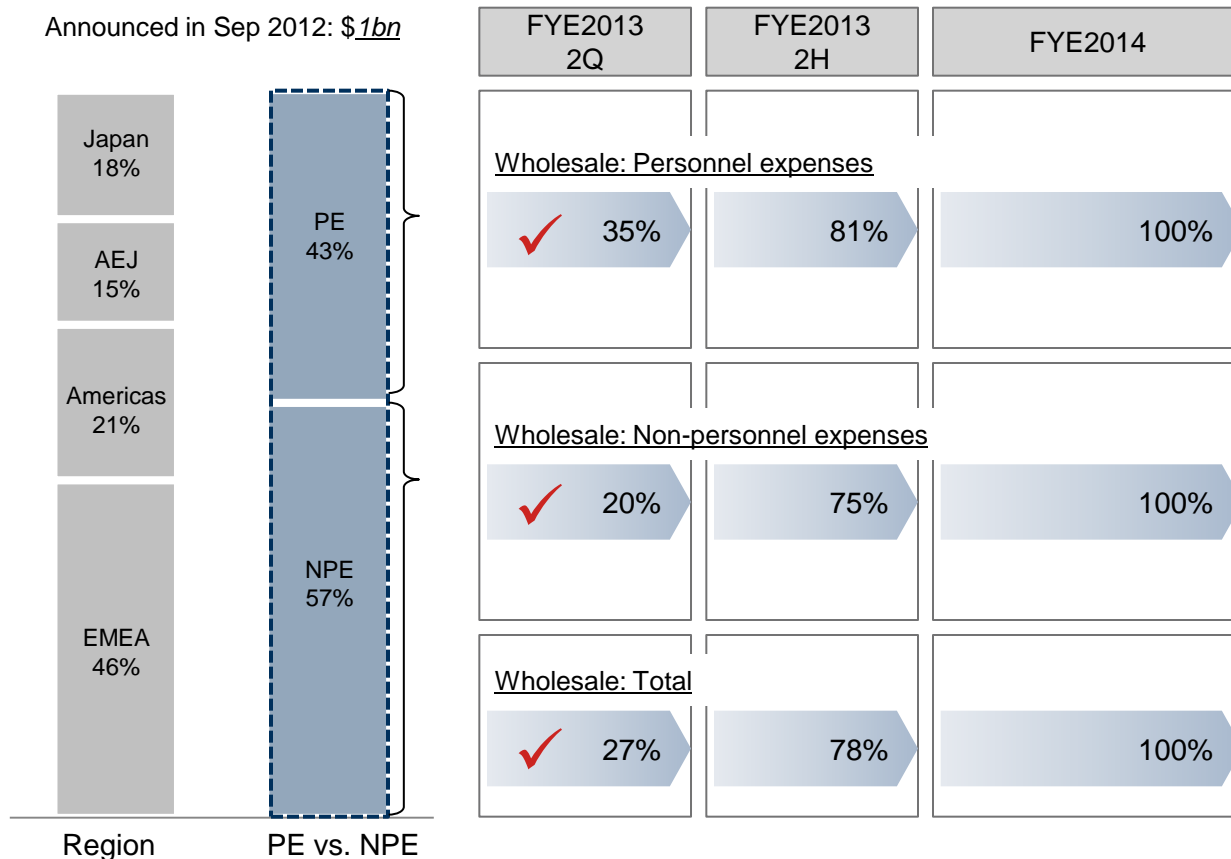 Announced in Sep 2012: $1bn
FYE2013
2Q
FYE2013
2H
FYE2014
Japan
18%
AEJ
15%
Americas
21%
EMEA
46%
Region
PE
43%
NPE
57%
PE vs. NPE
Wholesale: Personnel expenses
35%
81%
100%
Wholesale: Non-personnel expenses
20%
75%
100%
Wholesale: Total
27%
78%
100%